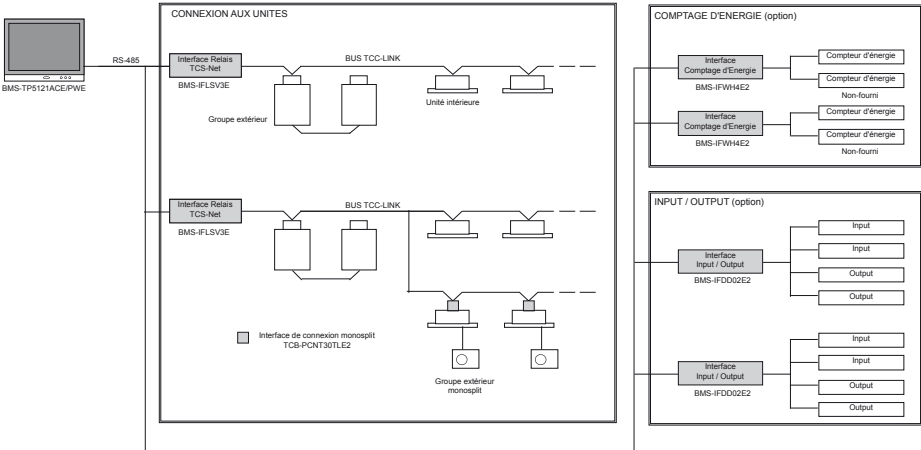 BMS-TP5121ACE/PWE
RS-485
CONNEXION AUX UNITES
Interface Relais
TCS-Net
BMS-IFLSV3E
BUS TCC-LINK
Groupe extérieur
Unité intérieure
Interface Relais
TCS-Net
BMS-IFLSV3E
BUS TCC-LINK
Interface de connexion monosplit
TCB-PCNT30TLE2
Groupe extérieur
monosplit
COMPTAGE D'ENERGIE (option)
Interface
Comptage d'Energie
BMS-IFWH4E2
Compteur d'énergie
Compteur d'énergie
Non-fourni
Interface
Comptage d'Energie
BMS-IFWH4E2
Compteur d'énergie
Compteur d'énergie
Non-fourni
INPUT / OUTPUT (option)
Interface
Input / Output
BMS-IFDD02E2
Input
Input
Output
Output
Interface
Input / Output
BMS-IFDD02E2
Input
Input
Output
Output